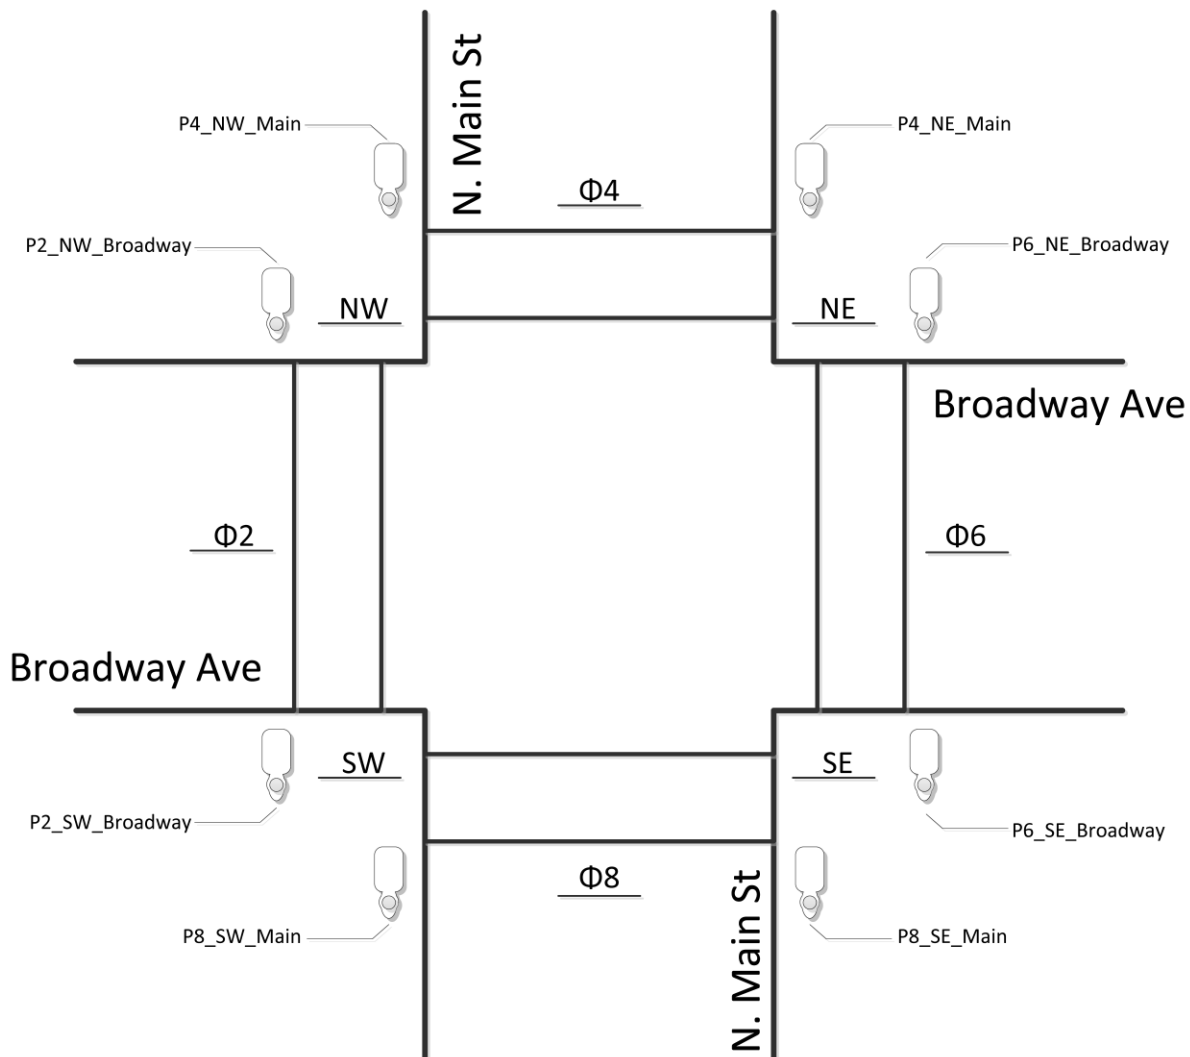 N. Main St
P4_NW_Main
P4_NE_Main
Φ4
P2_NW_Broadway
P6_NE_Broadway
NW
NE
Broadway Ave
Φ2
Φ6
Broadway Ave
SW
SE
P2_SW_Broadway
P6_SE_Broadway
Φ8
N. Main St
P8_SW_Main
P8_SE_Main